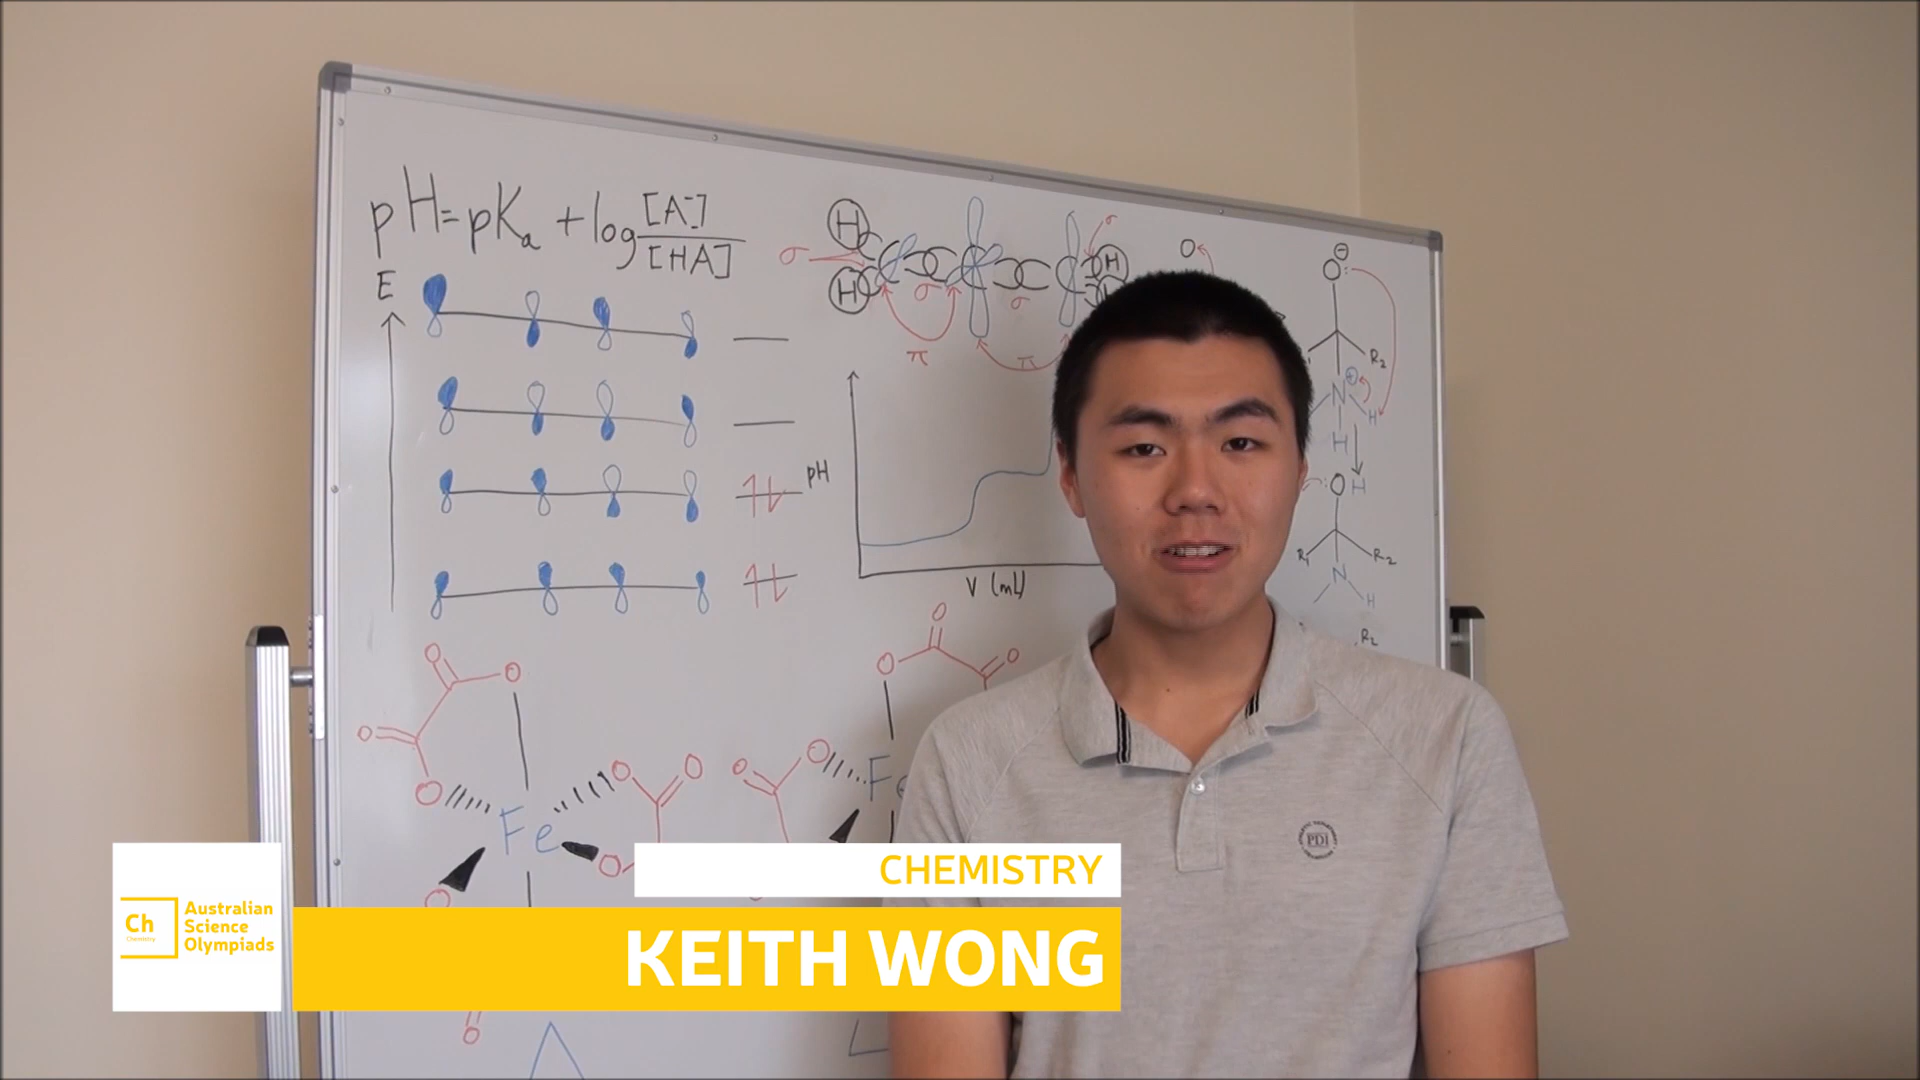 pH=pKa + log [A⁻]
[HA]
E
H
H
σ
σ
σ
σ
H
π
π
O
O
⊖
R2
N
⊕
H
H
pH
V (mL)
O
H
R1
R2
N
H
R2
O
O
O
O
Fe
O
O
O
O
O
O
O
O
O
Fe
O
CHEMISTRY
KEITH WONG
Ch
Chemistry
Australian
Science
Olympiads
PDI